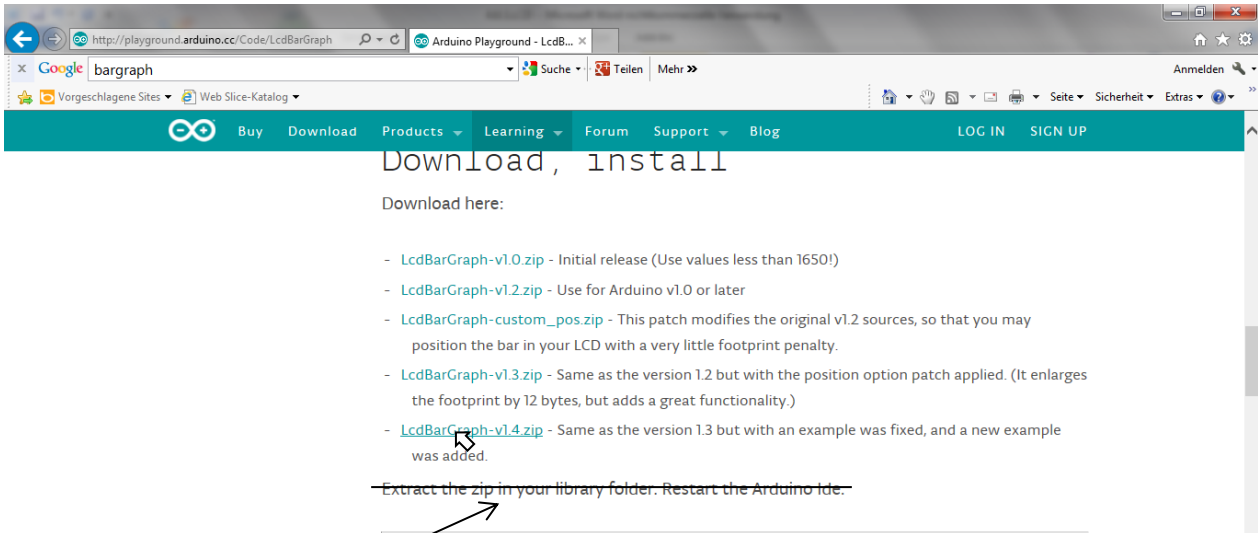 http://playground.arduino.cc/Code/LcdBarGraph
Arduino Playground - LcdB...
x Google bargraph Suche Teilen Mehr »
Anmelden
Vorgeschlagene Sites Web Slice-Katalog
Seite Sicherheit Extras
Buy Download Products Learning Forum Support Blog LOG IN SIGN UP
Download, install
Download here:
- LcdBarGraph-v1.0.zip - Initial release (Use values less than 1650!)
- LcdBarGraph-v1.2.zip - Use for Arduino v1.0 or later
- LcdBarGraph-custom_pos.zip - This patch modifies the original v1.2 sources, so that you may
position the bar in your LCD with a very little footprint penalty.
- LcdBarGraph-v1.3.zip - Same as the version 1.2 but with the position option patch applied. (It enlarges
the footprint by 12 bytes, but adds a great functionality.)
- LcdBarGraph-v1.4.zip - Same as the version 1.3 but with an example was fixed, and a new example
was added.
Extract the zip in your library folder. Restart the Arduino Ide.